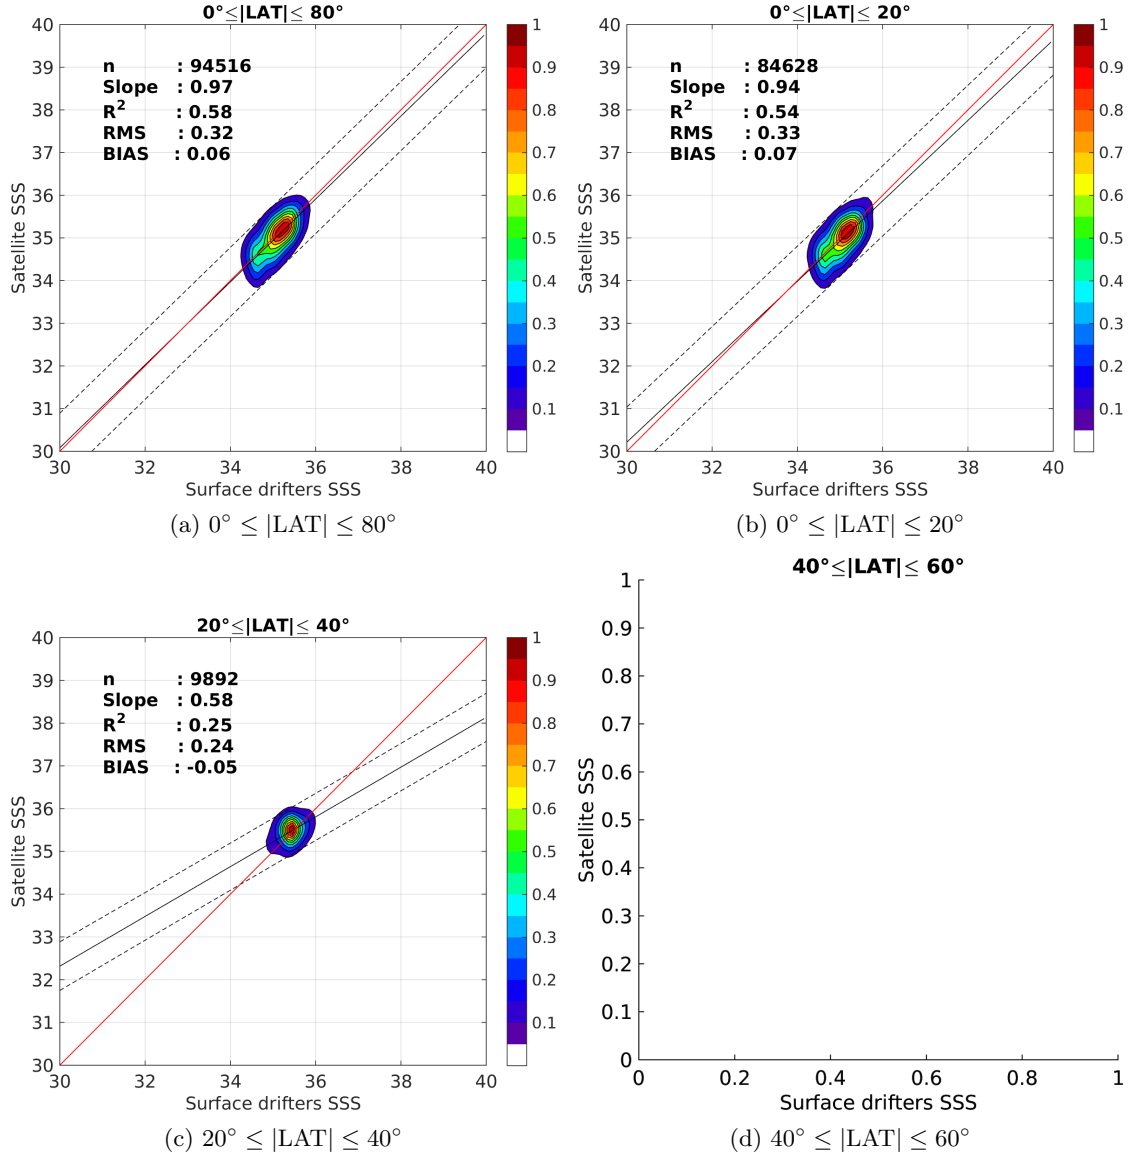 0°≤|LAT|≤ 80°
n : 94516
Slope : 0.97
R² : 0.58
RMS : 0.32
BIAS : 0.06
40
39
38
37
36
35
34
33
32
31
30
30 32 34 36 38 40
Satellite SSS
Surface drifters SSS
1
0.9
0.8
0.7
0.6
0.5
0.4
0.3
0.2
0.1
(a) 0° ≤ |LAT| ≤ 80°
0°≤|LAT|≤ 20°
n : 84628
Slope : 0.94
R² : 0.54
RMS : 0.33
BIAS : 0.07
40
39
38
37
36
35
34
33
32
31
30
30 32 34 36 38 40
Satellite SSS
Surface drifters SSS
1
0.9
0.8
0.7
0.6
0.5
0.4
0.3
0.2
0.1
(b) 0° ≤ |LAT| ≤ 20°
20°≤|LAT|≤ 40°
n : 9892
Slope : 0.58
R² : 0.25
RMS : 0.24
BIAS : -0.05
40
39
38
37
36
35
34
33
32
31
30
30 32 34 36 38 40
Satellite SSS
Surface drifters SSS
1
0.9
0.8
0.7
0.6
0.5
0.4
0.3
0.2
0.1
(c) 20° ≤ |LAT| ≤ 40°
40°≤|LAT|≤ 60°
1
0.9
0.8
0.7
0.6
0.5
0.4
0.3
0.2
0.1
0
0 0.2 0.4 0.6 0.8 1
Satellite SSS
Surface drifters SSS
(d) 40° ≤ |LAT| ≤ 60°